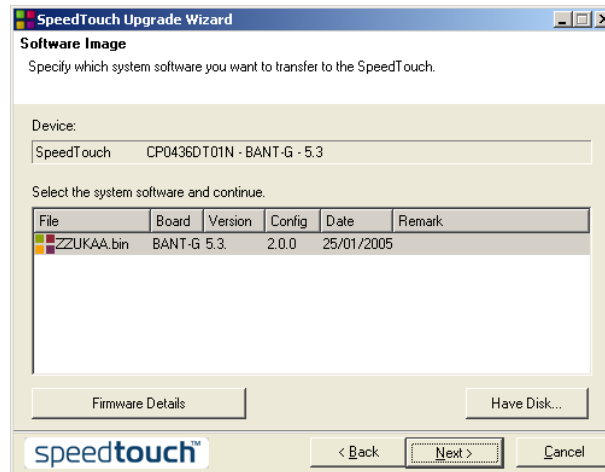 SpeedTouch Upgrade Wizard
Software Image
Specify which system software you want to transfer to the SpeedTouch.
Device:
SpeedTouch CP0436DT01N - BANT-G - 5.3
Select the system software and continue.
File Board Version Config Date Remark
ZZUKAA.bin BANT-G 5.3. 2.0.0 25/01/2005
Firmware Details Have Disk...
speedtouch™ < Back Next > Cancel